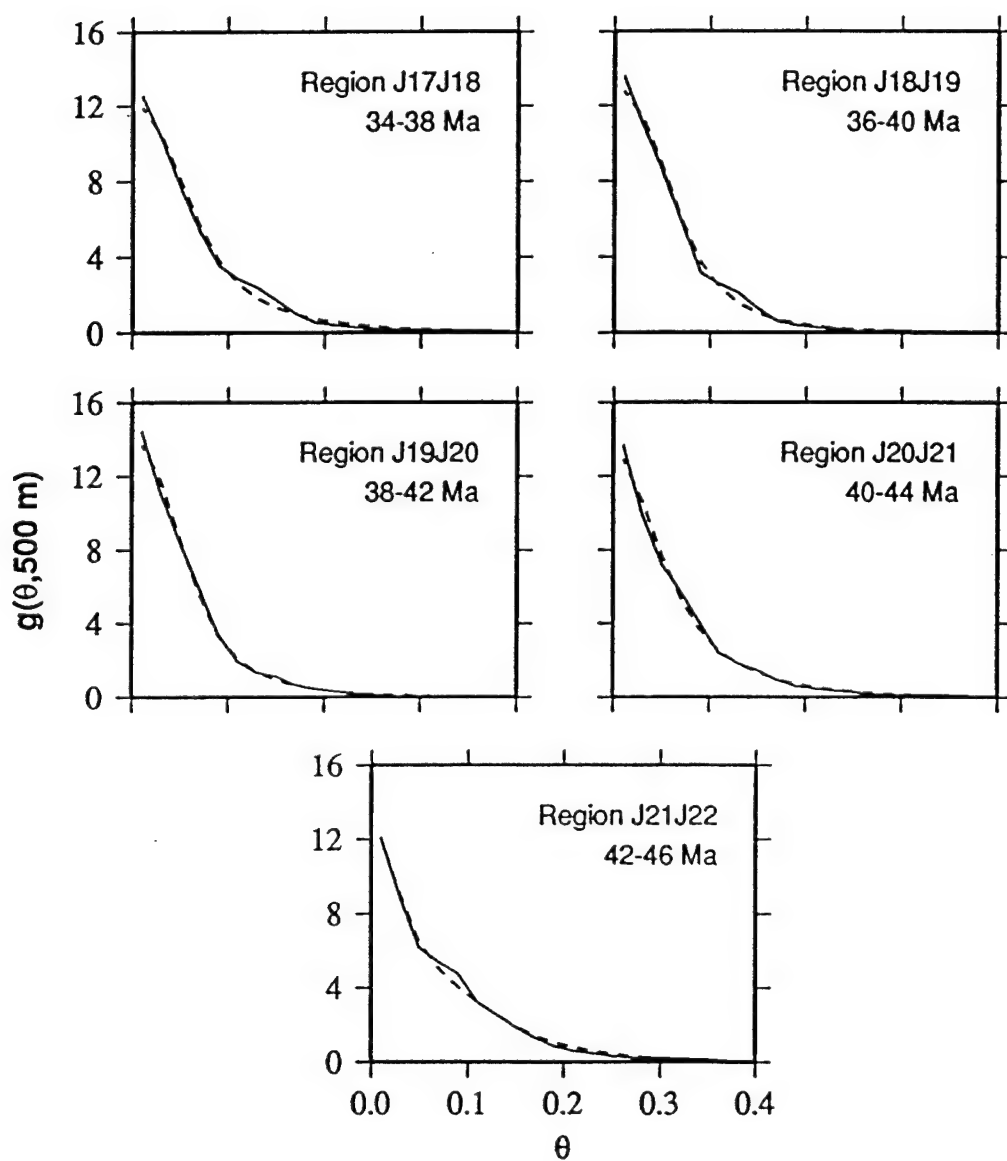 16
12
8
4
0
Region J17J18
34-38 Ma
Region J18J19
36-40 Ma
16
12
8
4
0
Region J19J20
38-42 Ma
Region J20J21
40-44 Ma
g(θ,500 m)
16
12
8
4
0
Region J21J22
42-46 Ma
0.0 0.1 0.2 0.3 0.4
θ